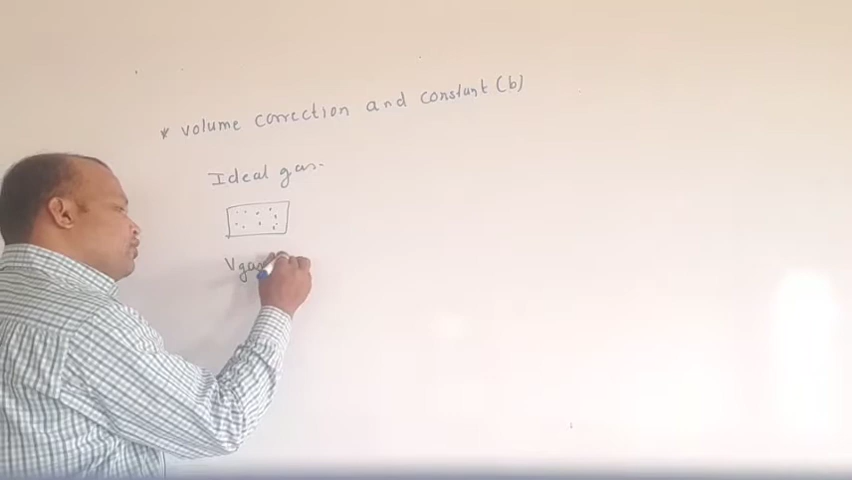 * volume correction and constant (b)
Ideal gas.
Vgas